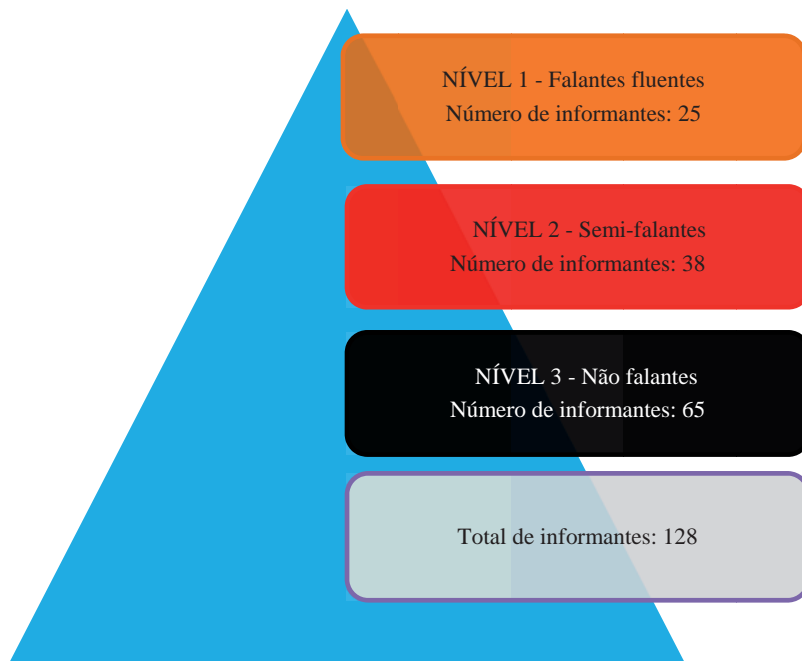 NÍVEL 1 - Falantes fluentes
Número de informantes: 25
NÍVEL 2 - Semi-falantes
Número de informantes: 38
NÍVEL 3 - Não falantes
Número de informantes: 65
Total de informantes: 128